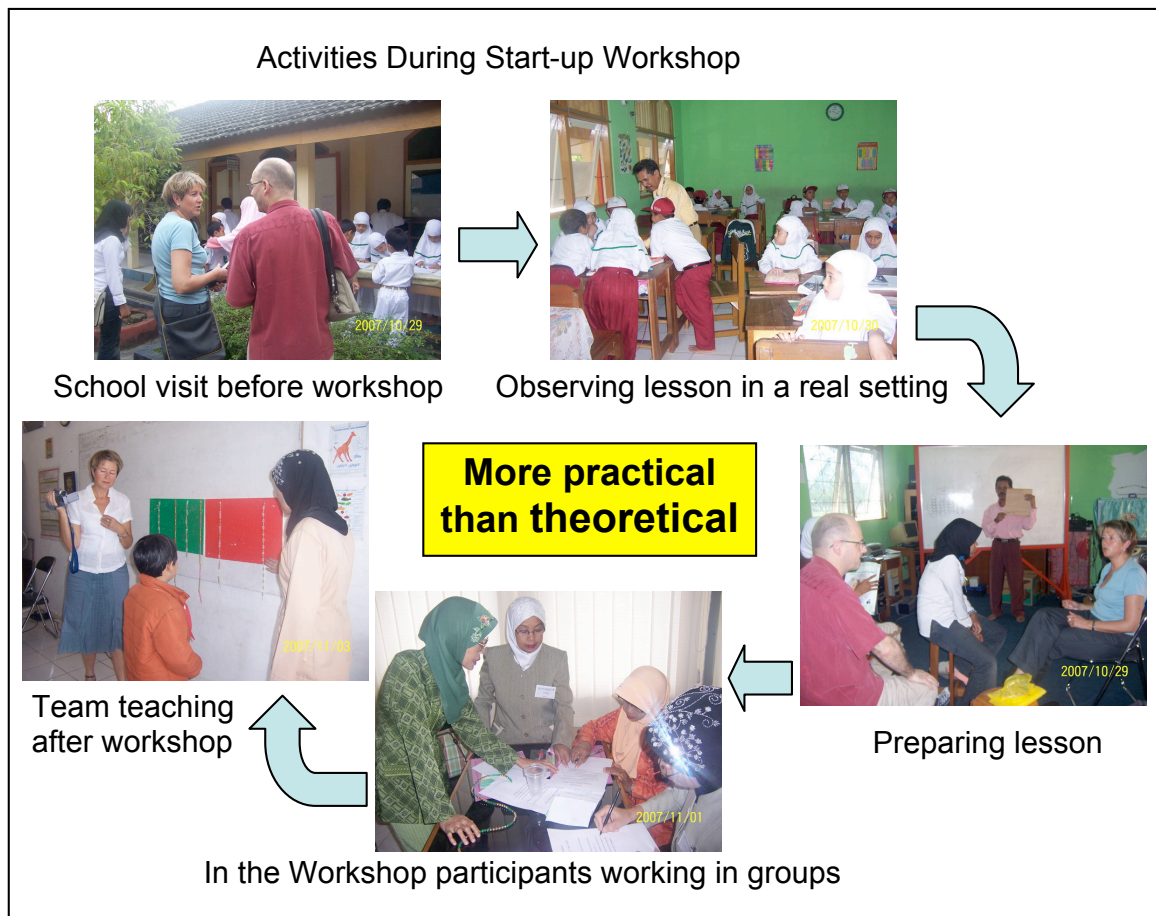 Activities During Start-up Workshop
2007/10/29
2007/10/30
School visit before workshop
Observing lesson in a real setting
More practical
than theoretical
2007/11/03
2007/10/29
Team teaching
after workshop
Preparing lesson
2007/11/01
In the Workshop participants working in groups